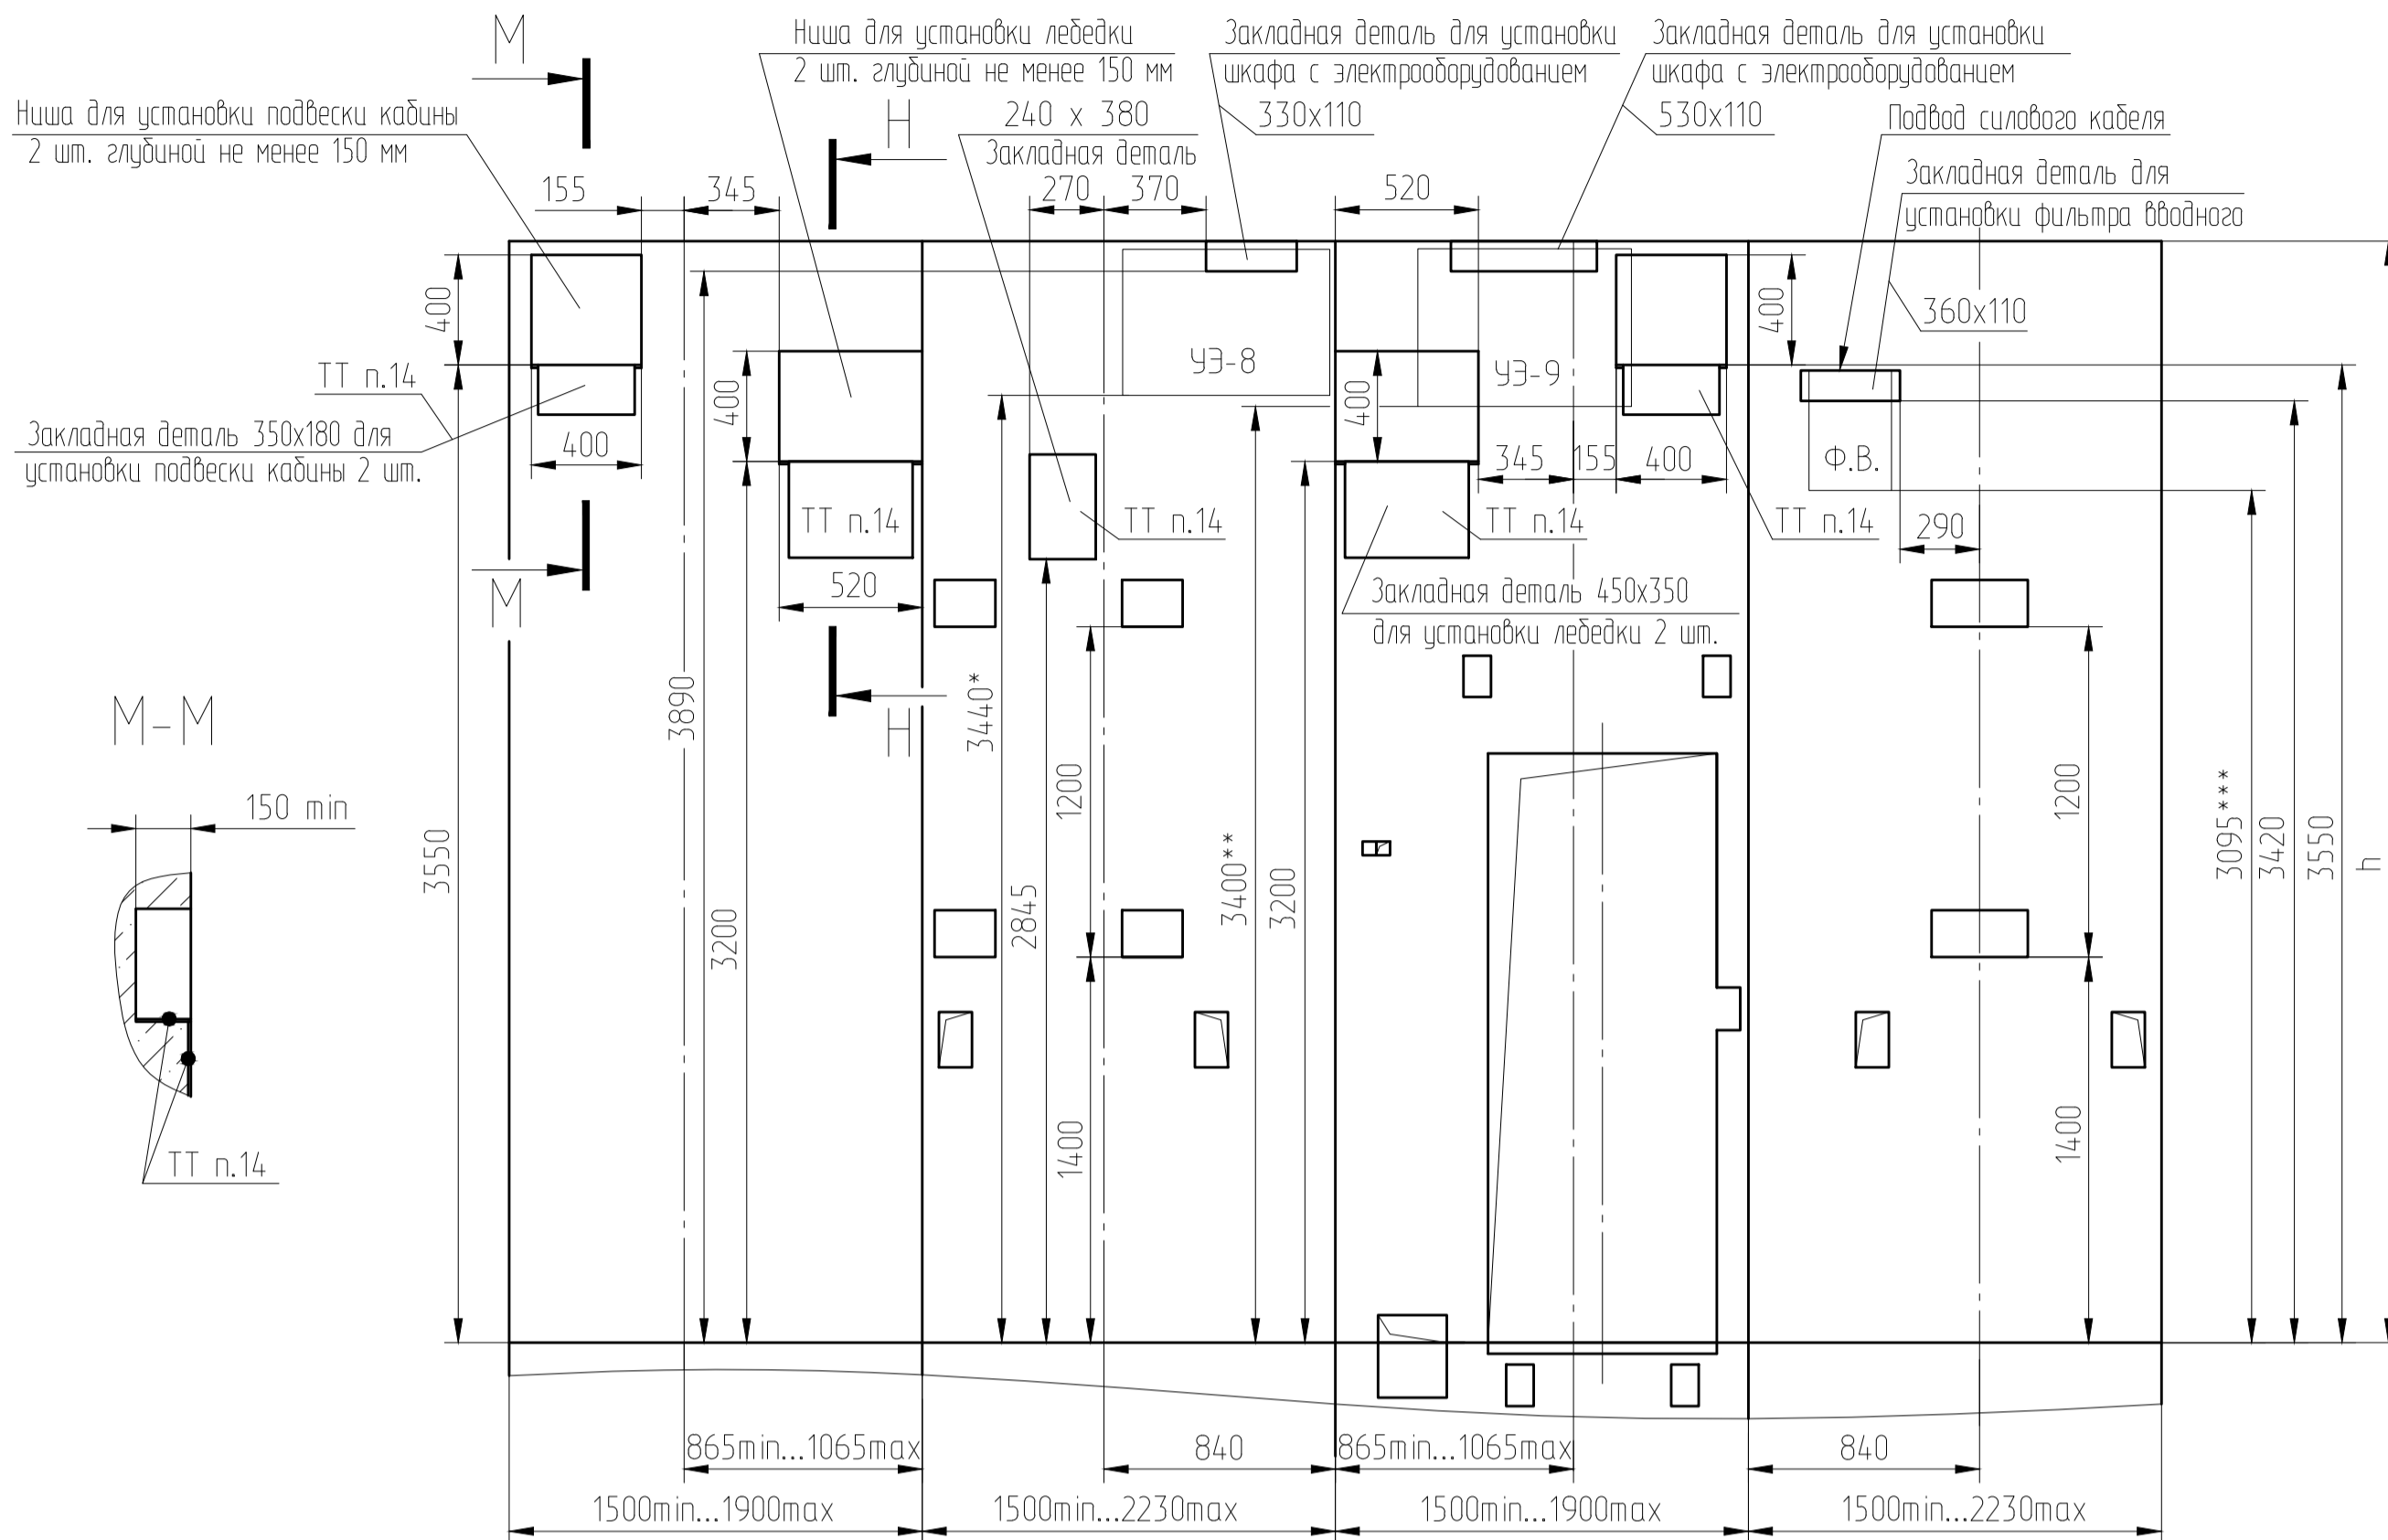 М
Ниша для установки лебедки
2 шт. глубиной не менее 150 мм
Закладная деталь для установки
шкафа с электрооборудованием
330х110
Закладная деталь для установки
шкафа с электрооборудованием
530х110
Ниша для установки подвески кабины
2 шт. глубиной не менее 150 мм
Н
240 х 380
Закладная деталь
Подвод силового кабеля
Закладная деталь для
установки фильтра вводного
360х110
155
345
270
370
520
400
400
УЭ-8
400
УЭ-9
400
ТТ п.14
Закладная деталь 350х180 для
установки подвески кабины 2 шт.
400
345
155
400
Ф.В.
ТТ п.14
ТТ п.14
ТТ п.14
ТТ п.14
290
М
520
Закладная деталь 450х350
для установки лебедки 2 шт.
М-М
Н
3890
3440*
1200
1200
150 min
3550
3200
2845
3400**
3200
3095***
3420
3550
h
1400
1400
ТТ п.14
865min...1065max
840
865min...1065max
840
1500min...1900max
1500min...2230max
1500min...1900max
1500min...2230max